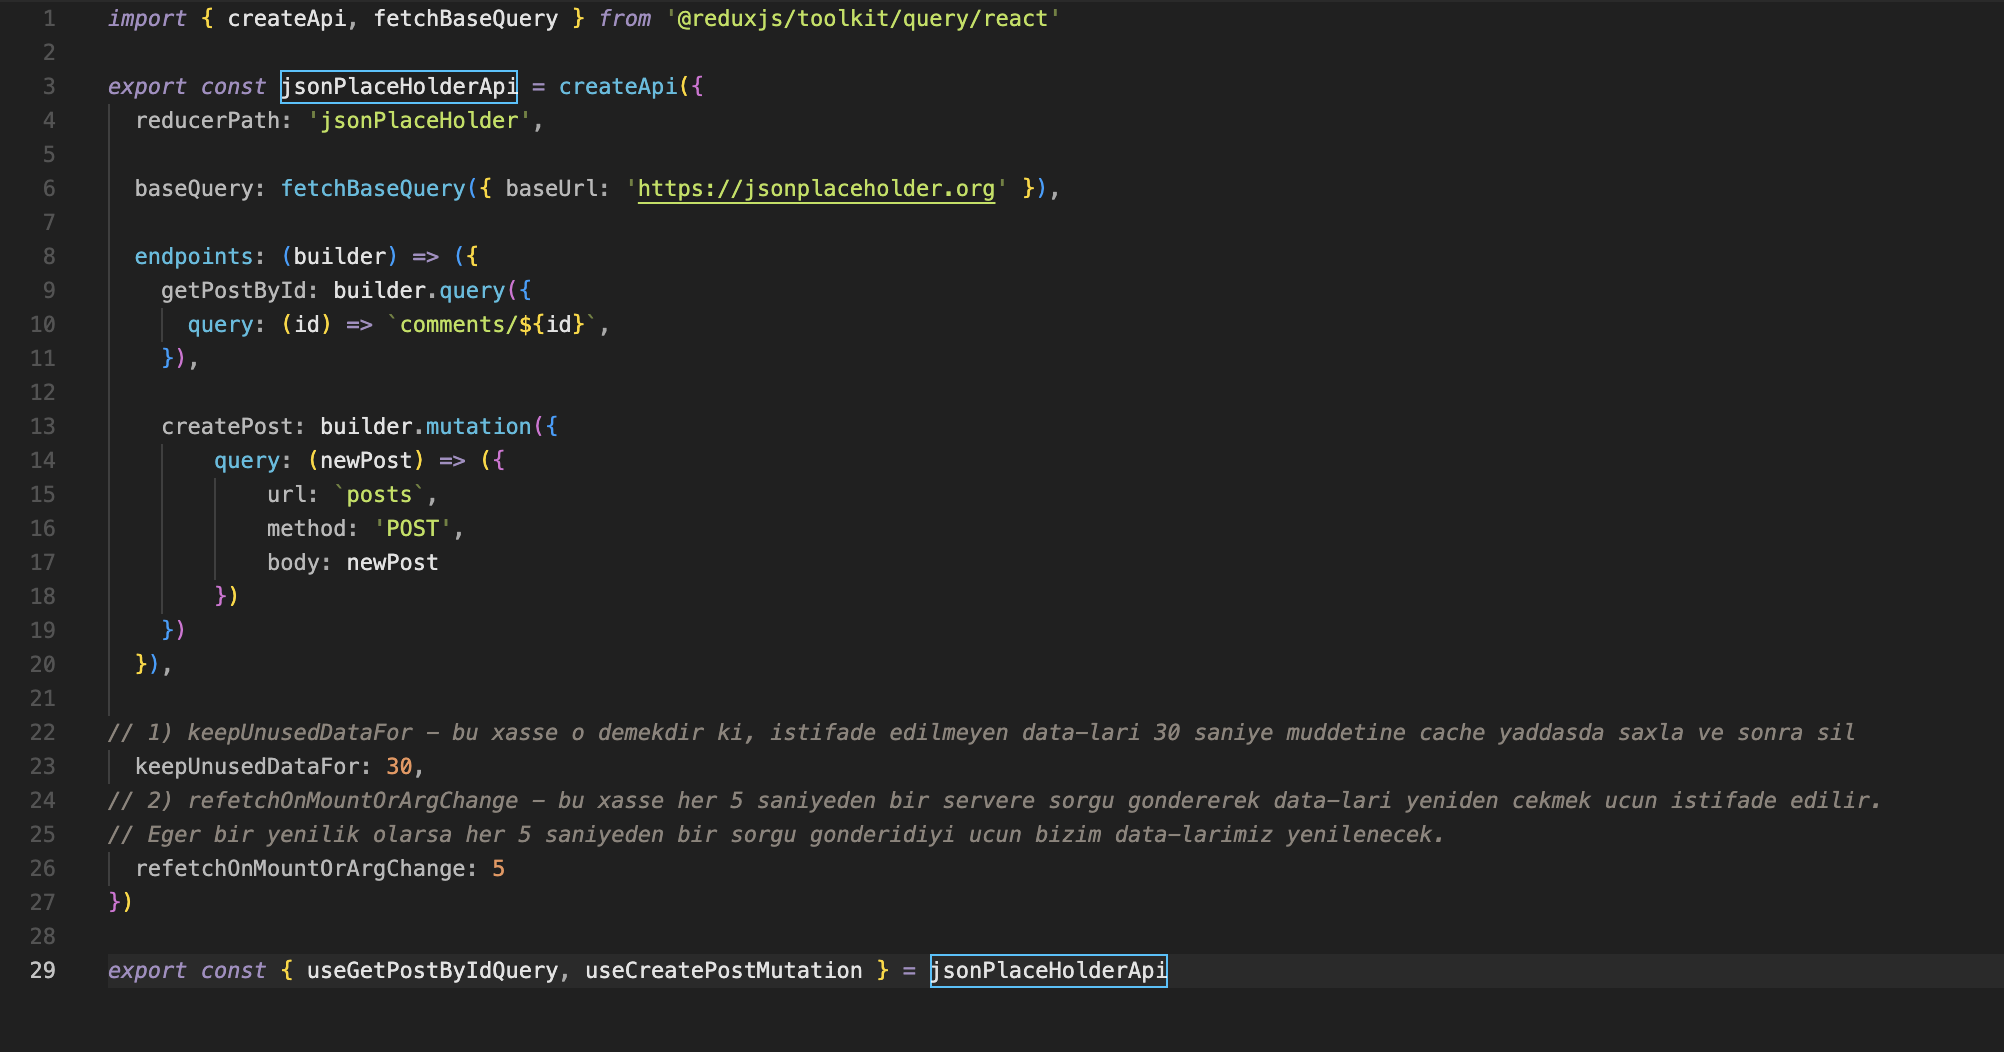 1 import { createApi, fetchBaseQuery } from '@reduxjs/toolkit/query/react'
2
3 export const jsonPlaceHolderApi = createApi({
4   reducerPath: 'jsonPlaceHolder',
5
6   baseQuery: fetchBaseQuery({ baseUrl: 'https://jsonplaceholder.org' }),
7
8   endpoints: (builder) => ({
9     getPostById: builder.query({
10       query: (id) => `comments/${id}`,
11     }),
12
13     createPost: builder.mutation({
14         query: (newPost) => ({
15             url: `posts`,
16             method: 'POST',
17             body: newPost
18         })
19     })
20   }),
21
22 // 1) keepUnusedDataFor - bu xasse o demekdir ki, istifade edilmeyen data-lari 30 saniye muddetine cache yaddasda saxla ve sonra sil
23   keepUnusedDataFor: 30,
24 // 2) refetchOnMountOrArgChange - bu xasse her 5 saniyeden bir servere sorgu gondererek data-lari yeniden cekmek ucun istifade edilir.
25 // Eger bir yenilik olarsa her 5 saniyeden bir sorgu gonderidiyi ucun bizim data-larimiz yenilenecek.
26   refetchOnMountOrArgChange: 5
27 })
28
29 export const { useGetPostByIdQuery, useCreatePostMutation } = jsonPlaceHolderApi